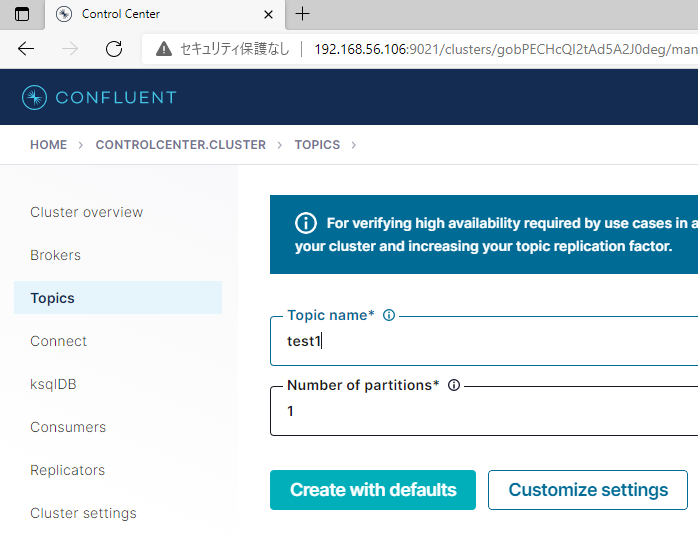 Control Center
セキュリティ保護なし
192.168.56.106:9021/clusters/gobPECHcQI2tAd5A2J0deg/man
CONFLUENT
HOME > CONTROLCENTER.CLUSTER > TOPICS >
Cluster overview
Brokers
Topics
Connect
ksqlDB
Consumers
Replicators
Cluster settings
For verifying high availability required by use cases in a
your cluster and increasing your topic replication factor.
Topic name*
test1
Number of partitions*
1
Create with defaults
Customize settings